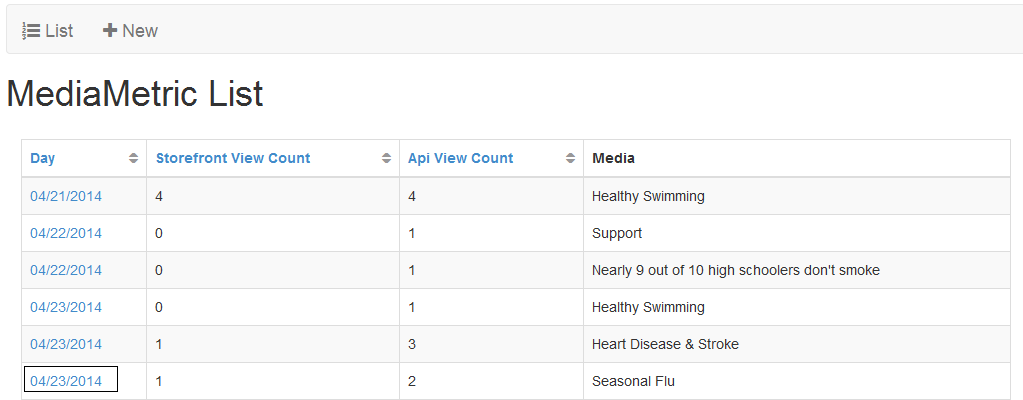 List New
MediaMetric List
Day Storefront View Count Api View Count Media
04/21/2014 4 4 Healthy Swimming
04/22/2014 0 1 Support
04/22/2014 0 1 Nearly 9 out of 10 high schoolers don't smoke
04/23/2014 0 1 Healthy Swimming
04/23/2014 1 3 Heart Disease & Stroke
04/23/2014 1 2 Seasonal Flu